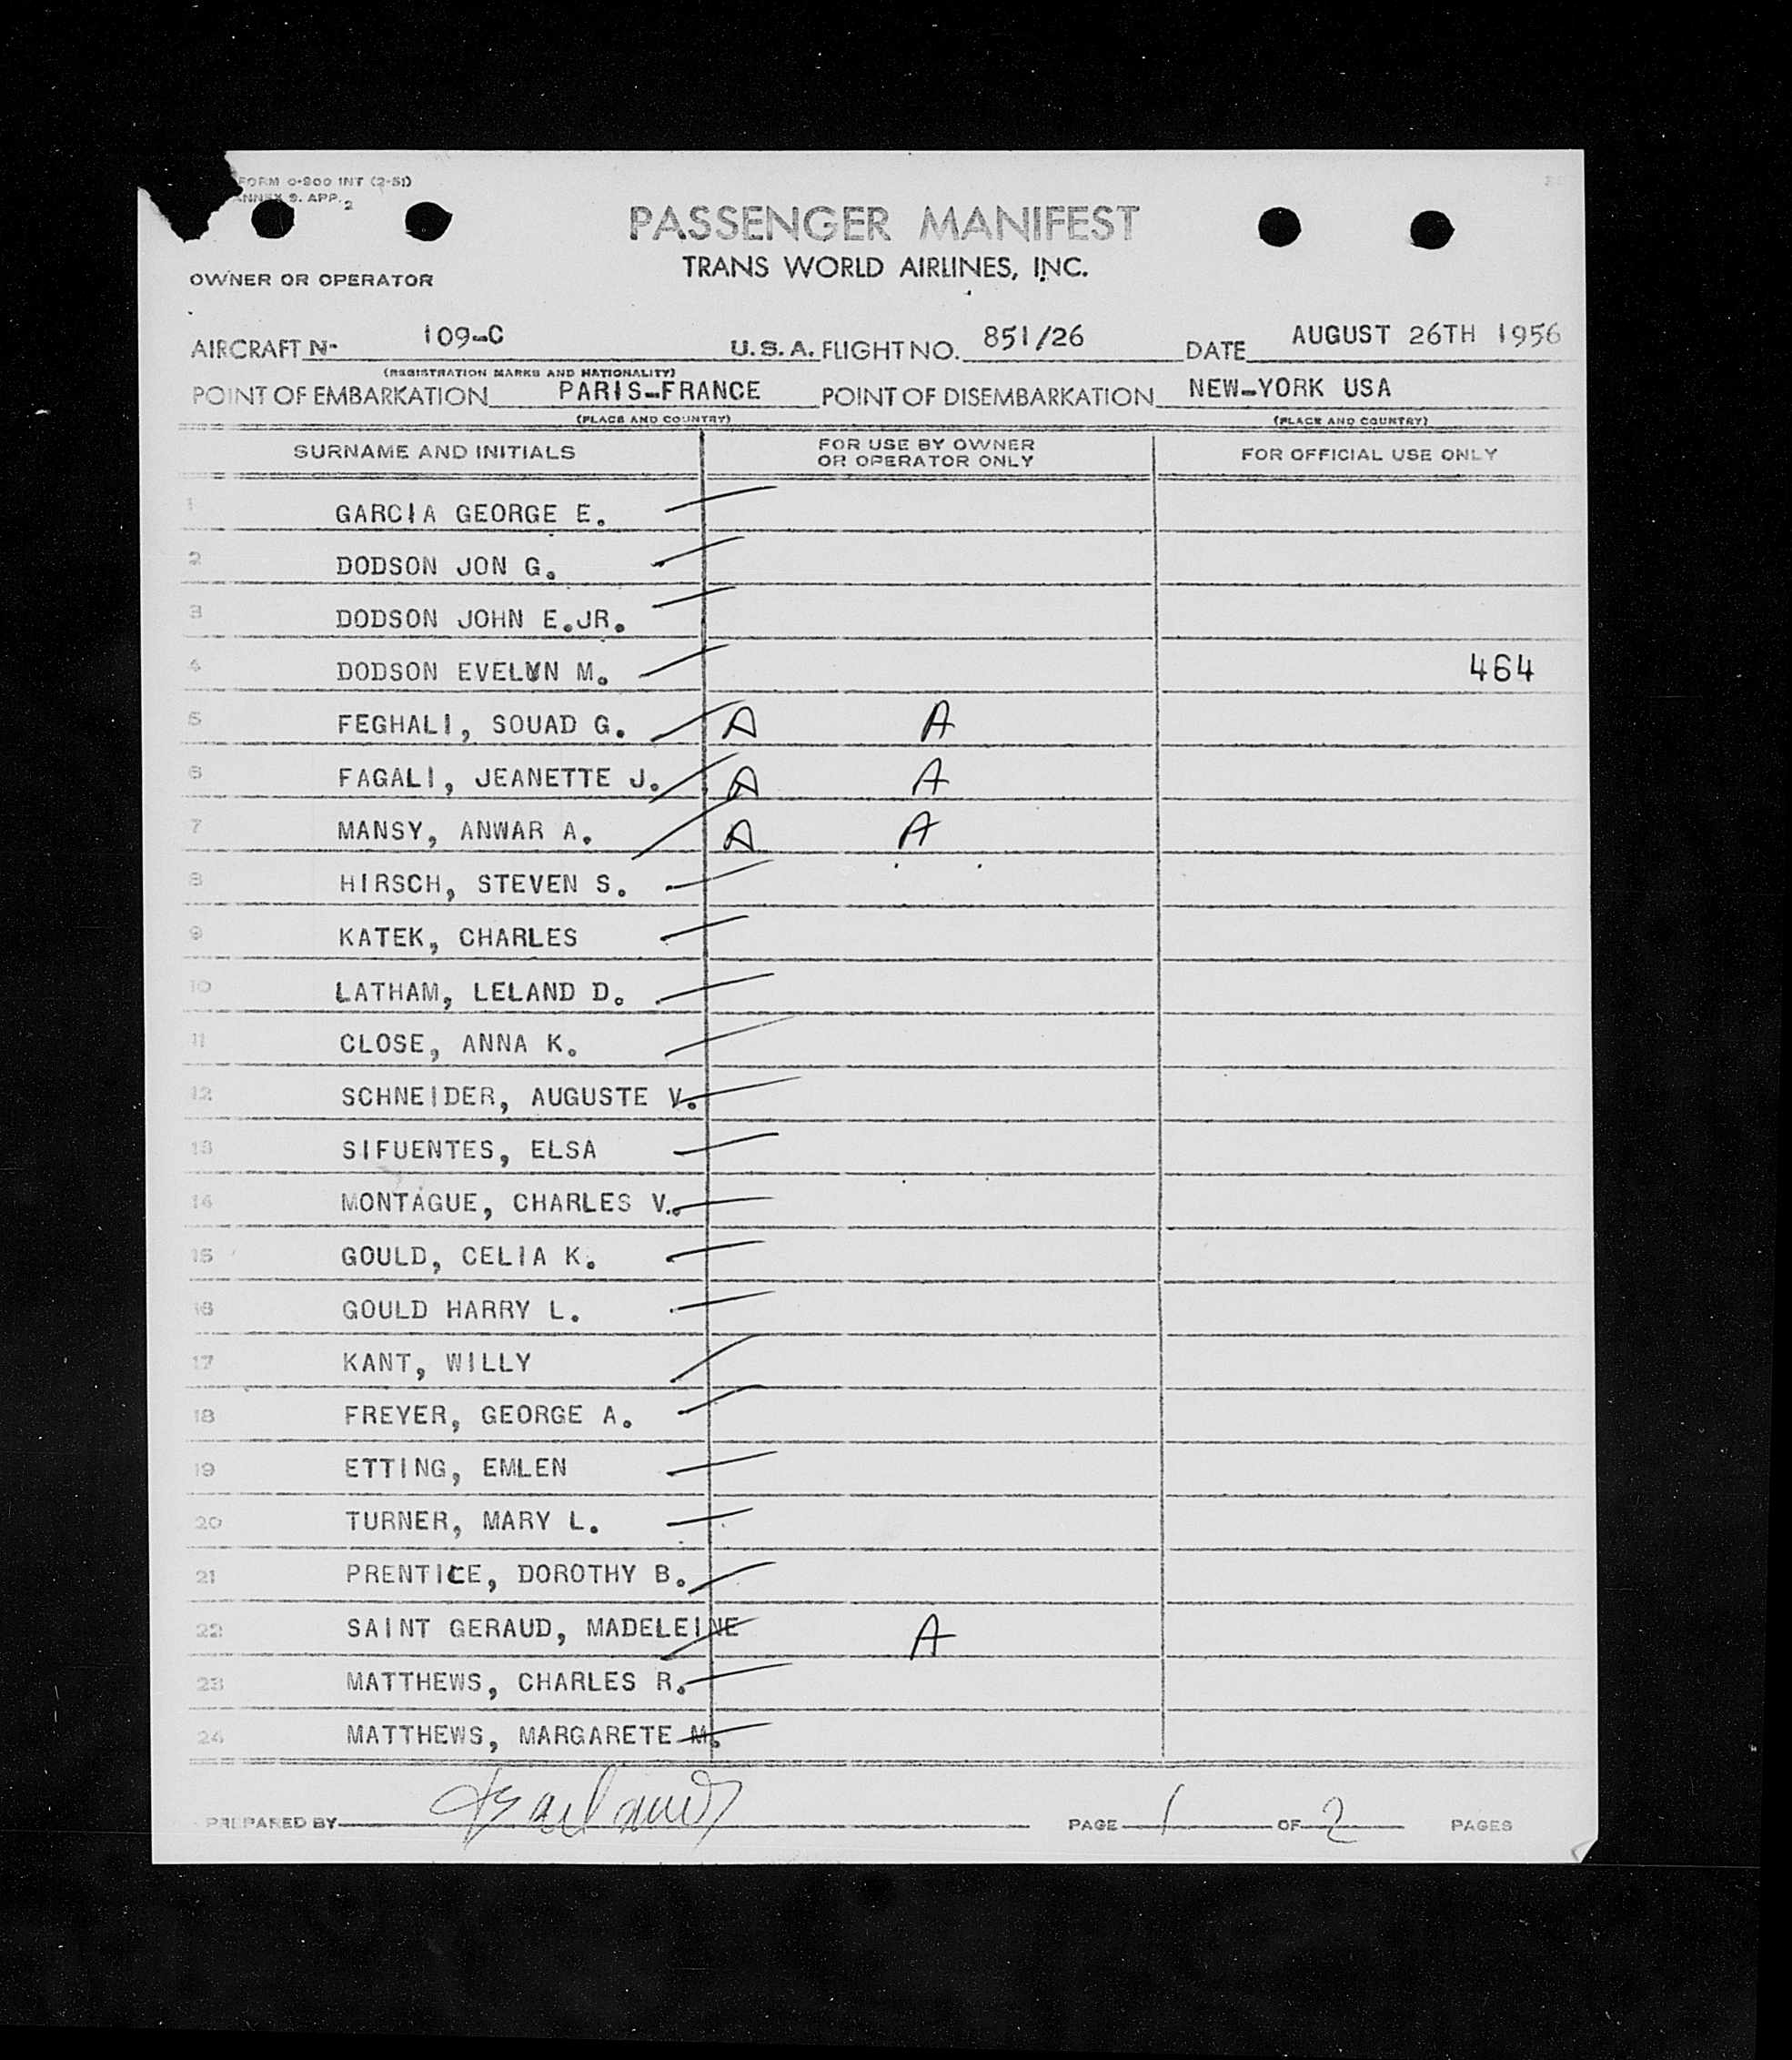 FORM 0-800 INT (2-51)
ANNEX 9. APP. 2
PASSENGER MANIFEST
TRANS WORLD AIRLINES, INC.
OWNER OR OPERATOR
AIRCRAFT N- 109-C U.S.A. FLIGHT NO. 851/26 DATE AUGUST 26TH 1956
(REGISTRATION MARKS AND NATIONALITY)
POINT OF EMBARKATION PARIS-FRANCE POINT OF DISEMBARKATION NEW-YORK USA
(PLACE AND COUNTRY) (PLACE AND COUNTRY)
SURNAME AND INITIALS FOR USE BY OWNER OR OPERATOR ONLY FOR OFFICIAL USE ONLY
1 GARCIA GEORGE E.
2 DODSON JON G.
3 DODSON JOHN E.JR.
4 DODSON EVELYN M. 464
5 FEGHALI, SOUAD G. A A
6 FAGALI, JEANETTE J. A A
7 MANSY, ANWAR A. A A
8 HIRSCH, STEVEN S.
9 KATEK, CHARLES
10 LATHAM, LELAND D.
11 CLOSE, ANNA K.
12 SCHNEIDER, AUGUSTE V.
13 SIFUENTES, ELSA
14 MONTAGUE, CHARLES V.
15 GOULD, CELIA K.
16 GOULD HARRY L.
17 KANT, WILLY
18 FREYER, GEORGE A.
19 ETTING, EMLEN
20 TURNER, MARY L.
21 PRENTICE, DOROTHY B.
22 SAINT GERAUD, MADELEINE A
23 MATTHEWS, CHARLES R.
24 MATTHEWS, MARGARETE M.
PREPARED BY PAGE 1 OF 2 PAGES